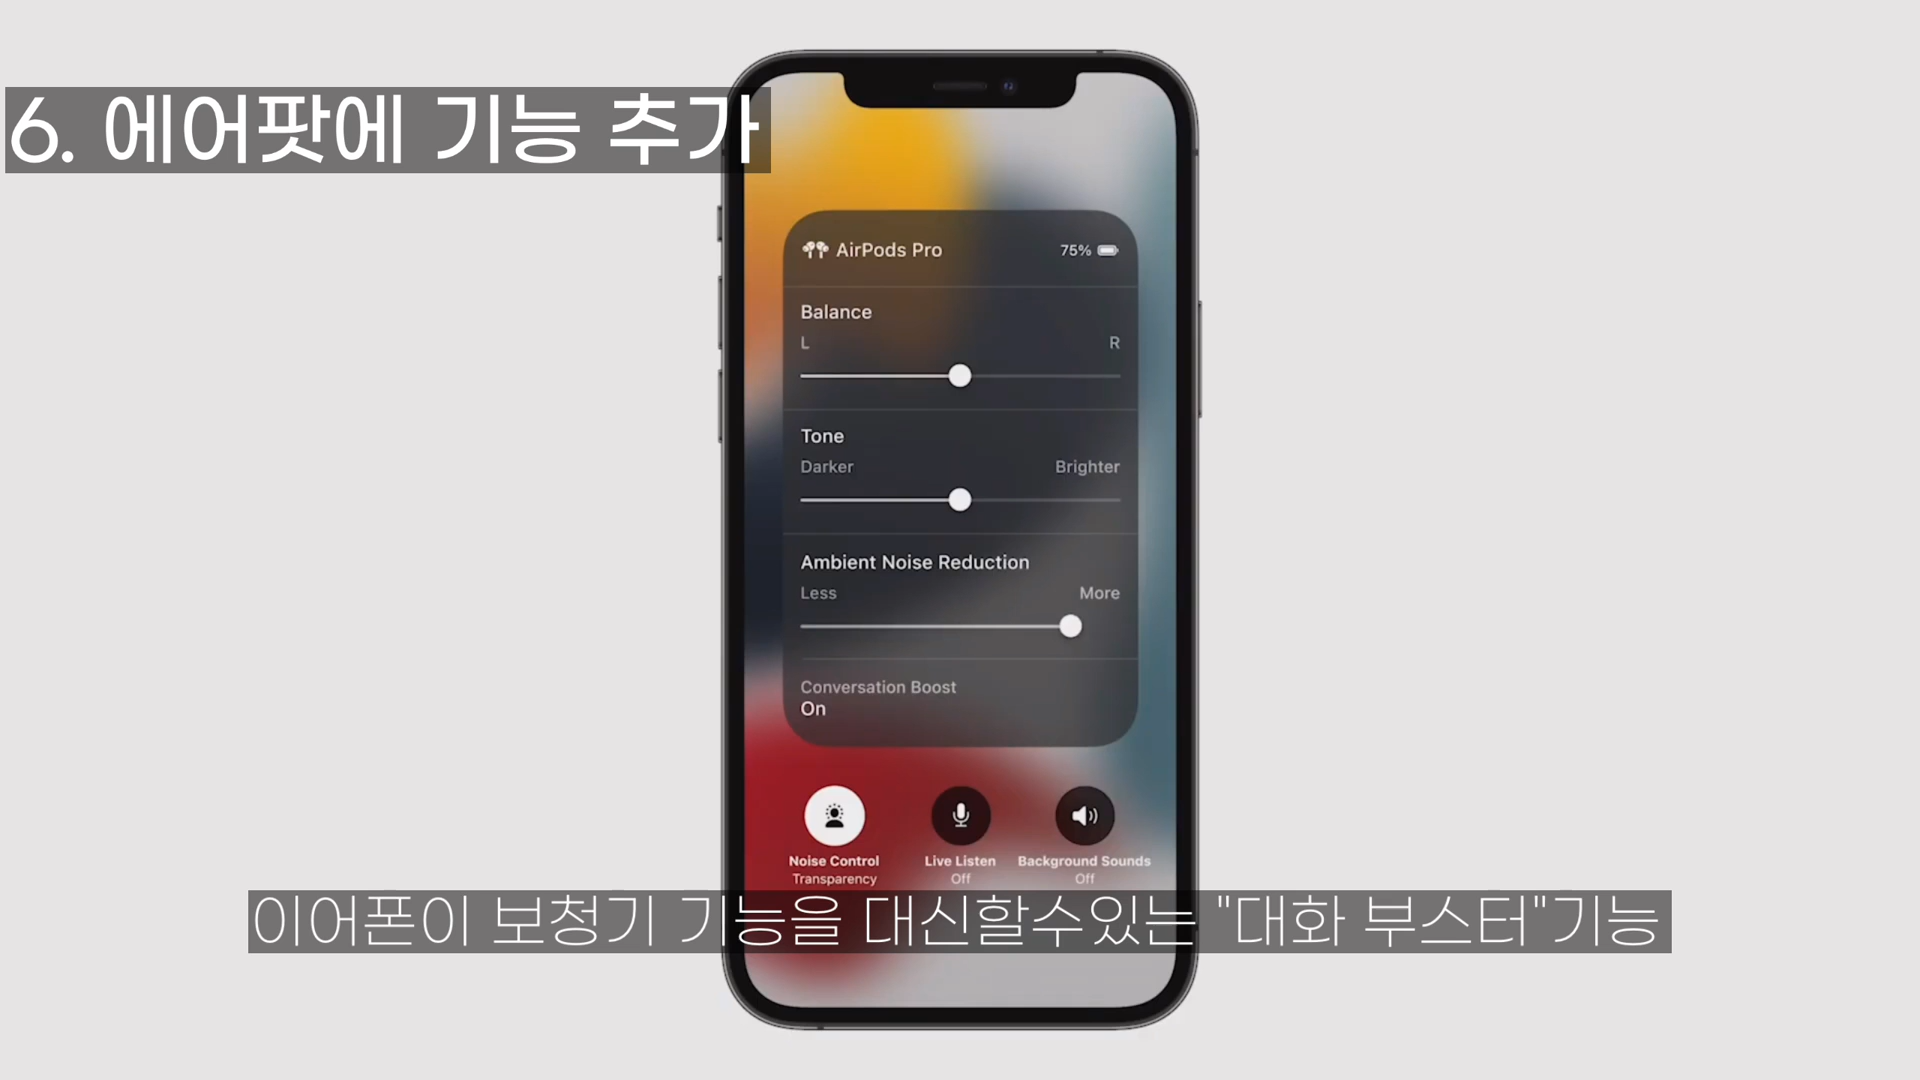 6. 에어팟에 기능 추가
AirPods Pro 75%
Balance
L R
Tone
Darker Brighter
Ambient Noise Reduction
Less More
Conversation Boost
On
Noise Control Live Listen Background Sounds
Transparency Off Off
이어폰이 보청기 기능을 대신할수있는 "대화 부스터"기능